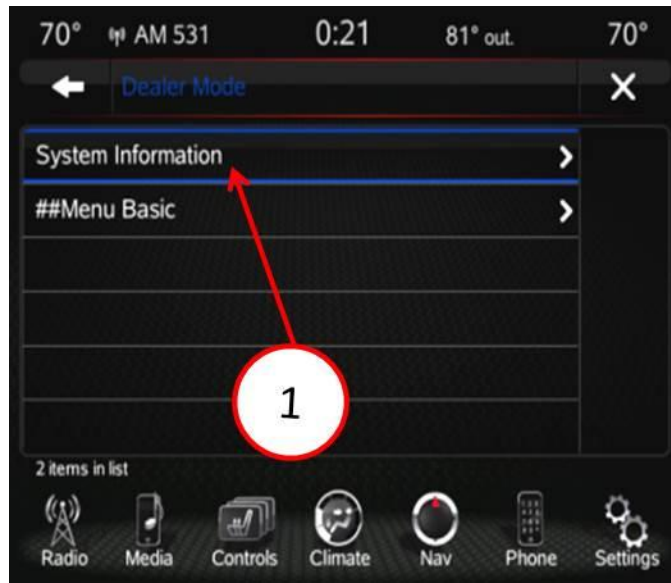 70° AM 531 0:21 81° out. 70°
Dealer Mode
System Information
##Menu Basic
1
2 items in list
Radio Media Controls Climate Nav Phone Settings